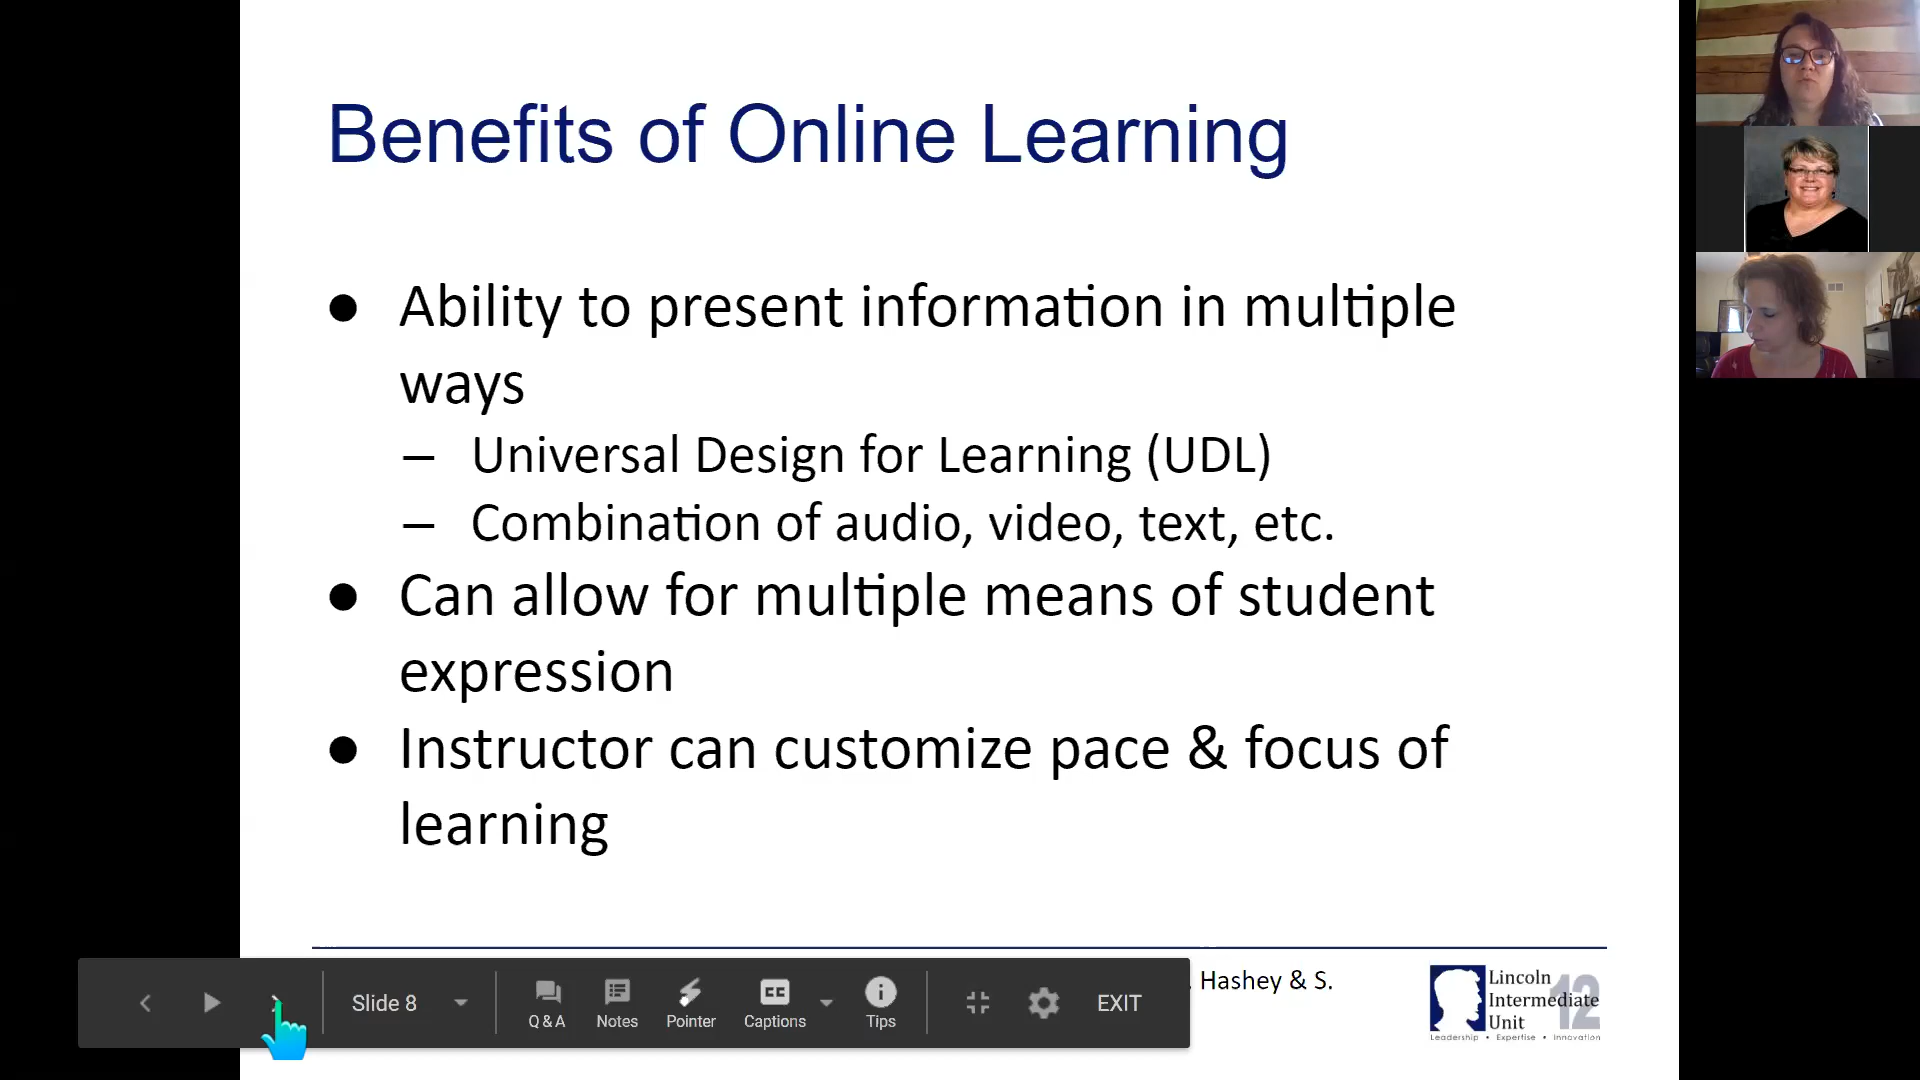 Benefits of Online Learning
● Ability to present information in multiple
ways
– Universal Design for Learning (UDL)
– Combination of audio, video, text, etc.
● Can allow for multiple means of student
expression
● Instructor can customize pace & focus of
learning
Hashey & S.
Lincoln
Intermediate
Unit
12
Leadership • Expertise • Innovation
Slide 8
Q&A
Notes
Pointer
CC
Captions
Tips
EXIT